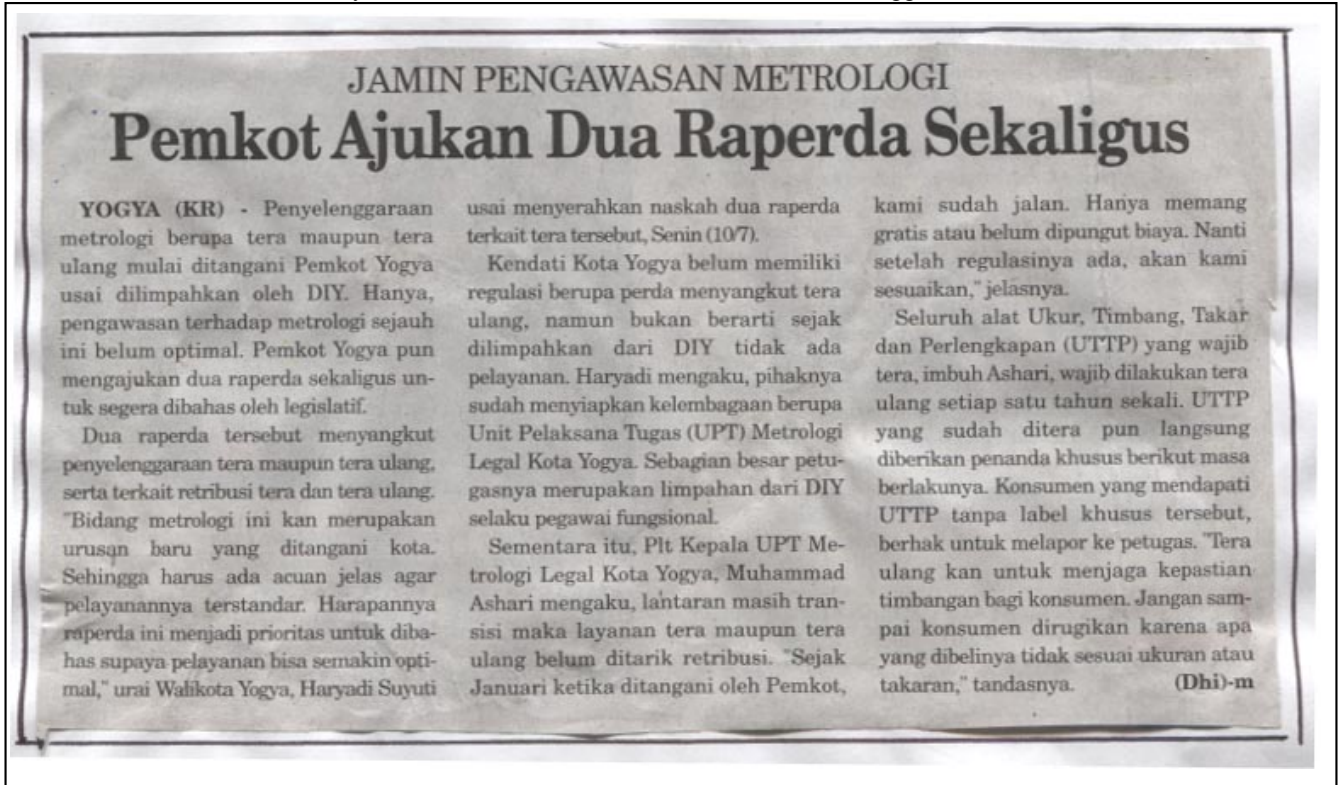 JAMIN PENGAWASAN METROLOGI
Pemkot Ajukan Dua Raperda Sekaligus
YOGYA (KR) - Penyelenggaraan
metrologi berupa tera maupun tera
ulang mulai ditangani Pemkot Yogya
usai dilimpahkan oleh DIY. Hanya,
pengawasan terhadap metrologi sejauh
ini belum optimal. Pemkot Yogya pun
mengajukan dua raperda sekaligus un-
tuk segera dibahas oleh legislatif.
Dua raperda tersebut menyangkut
penyelenggaraan tera maupun tera ulang,
serta terkait retribusi tera dan tera ulang.
"Bidang metrologi ini kan merupakan
urusan baru yang ditangani kota.
Sehingga harus ada acuan jelas agar
pelayanannya terstandar. Harapannya
raperda ini menjadi prioritas untuk diba-
has supaya pelayanan bisa semakin opti-
mal," urai Walikota Yogya, Haryadi Suyuti
usai menyerahkan naskah dua raperda
terkait tera tersebut, Senin (10/7).
Kendati Kota Yogya belum memiliki
regulasi berupa perda menyangkut tera
ulang, namun bukan berarti sejak
dilimpahkan dari DIY tidak ada
pelayanan. Haryadi mengaku, pihaknya
sudah menyiapkan kelembagaan berupa
Unit Pelaksana Tugas (UPT) Metrologi
Legal Kota Yogya. Sebagian besar petu-
gasnya merupakan limpahan dari DIY
selaku pegawai fungsional.
Sementara itu, Plt Kepala UPT Me-
trologi Legal Kota Yogya, Muhammad
Ashari mengaku, lantaran masih tran-
sisi maka layanan tera maupun tera
ulang belum ditarik retribusi. "Sejak
Januari ketika ditangani oleh Pemkot,
kami sudah jalan. Hanya memang
gratis atau belum dipungut biaya. Nanti
setelah regulasinya ada, akan kami
sesuaikan," jelasnya.
Seluruh alat Ukur, Timbang, Takar
dan Perlengkapan (UTTP) yang wajib
tera, imbuh Ashari, wajib dilakukan tera
ulang setiap satu tahun sekali. UTTP
yang sudah ditera pun langsung
diberikan penanda khusus berikut masa
berlakunya. Konsumen yang mendapati
UTTP tanpa label khusus tersebut,
berhak untuk melapor ke petugas. "Tera
ulang kan untuk menjaga kepastian
timbangan bagi konsumen. Jangan sam-
pai konsumen dirugikan karena apa
yang dibelinya tidak sesuai ukuran atau
takaran," tandasnya. (Dhi)-m